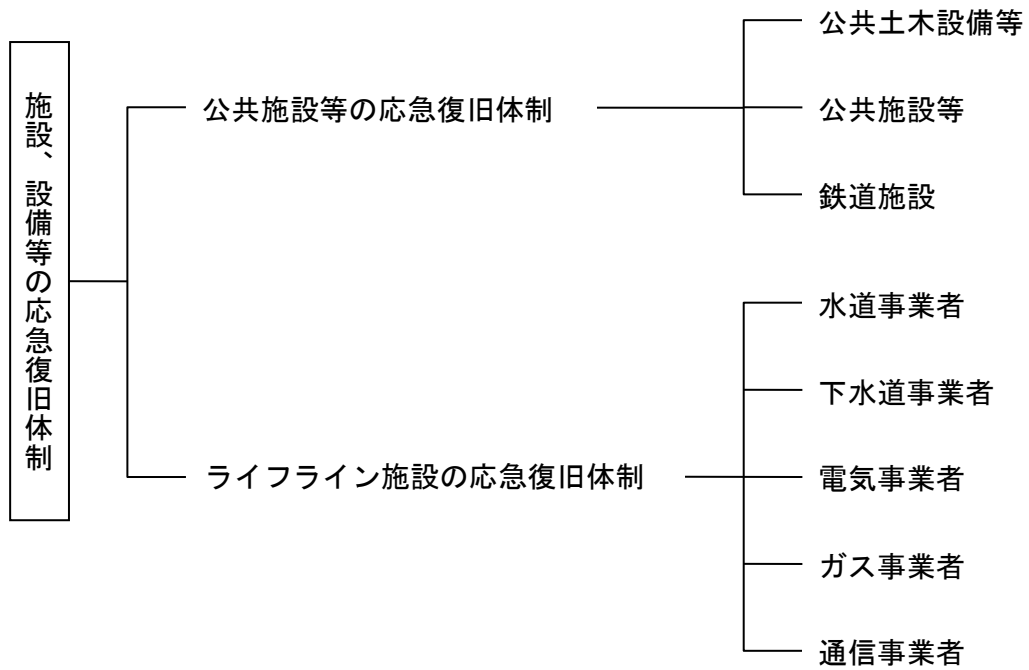 施設、設備等の応急復旧体制
公共施設等の応急復旧体制
公共土木設備等
公共施設等
鉄道施設
ライフライン施設の応急復旧体制
水道事業者
下水道事業者
電気事業者
ガス事業者
通信事業者